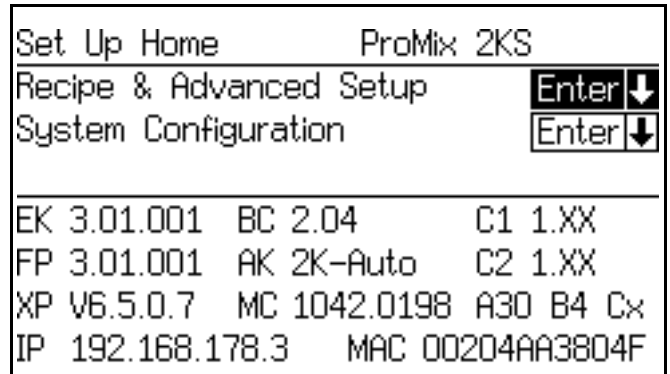 Set Up Home ProMix 2KS
Recipe & Advanced Setup Enter
System Configuration Enter
EK 3.01.001 BC 2.04 C1 1.XX
FP 3.01.001 AK 2K-Auto C2 1.XX
XP V6.5.0.7 MC 1042.0198 A30 B4 Cx
IP 192.168.178.3 MAC 00204AA3804F